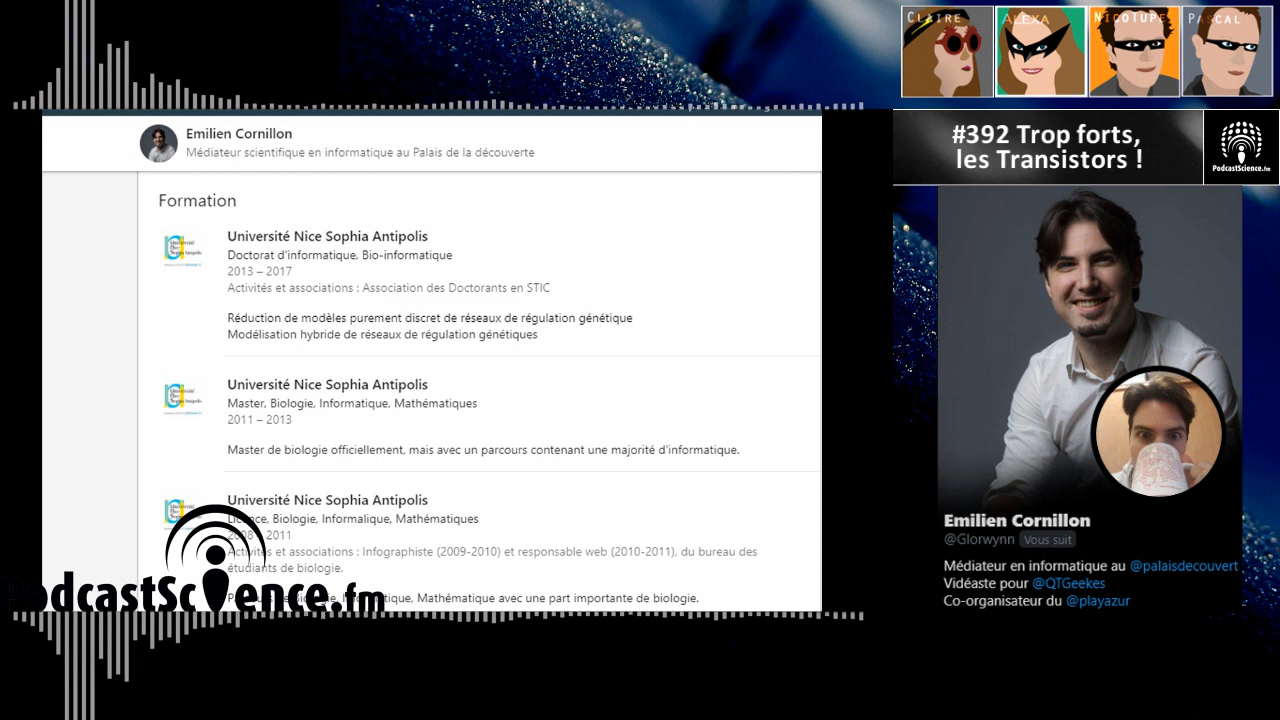 CLAIRE
ALEXA
NICOTUPE
PASCAL
#392 Trop forts,
les Transistors !
PodcastScience.fm
Emilien Cornillon
Médiateur scientifique en informatique au Palais de la découverte
Formation
Université Nice Sophia Antipolis
Doctorat d'informatique, Bio-informatique
2013 – 2017
Activités et associations : Association des Doctorants en STIC
Réduction de modèles purement discret de réseaux de régulation génétique
Modélisation hybride de réseaux de régulation génétiques
Université Nice Sophia Antipolis
Master, Biologie, Informatique, Mathématiques
2011 – 2013
Master de biologie officiellement, mais avec un parcours contenant une majorité d'informatique.
Université Nice Sophia Antipolis
Licence, Biologie, Informalique, Mathématiques
2008 – 2011
Activités et associations : Infographiste (2009-2010) et responsable web (2010-2011), du bureau des
étudiants de biologie.
Mathématique avec une part importante de biologie.
PodcastScience.fm
Emilien Cornillon
@Glorwynn Vous suit
Médiateur en informatique au @palaisdecouvert
Vidéaste pour @QTGeekes
Co-organisateur du @playazur